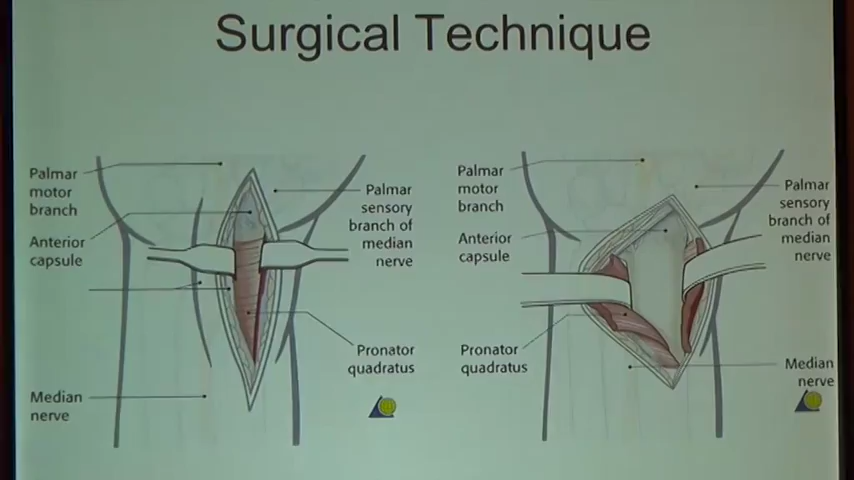 Surgical Technique
Palmar
motor
branch
Anterior
capsule
Median
nerve
Palmar
sensory
branch of
median
nerve
Pronator
quadratus
Palmar
motor
branch
Anterior
capsule
Pronator
quadratus
Palmar
sensory
branch of
median
nerve
Median
nerve